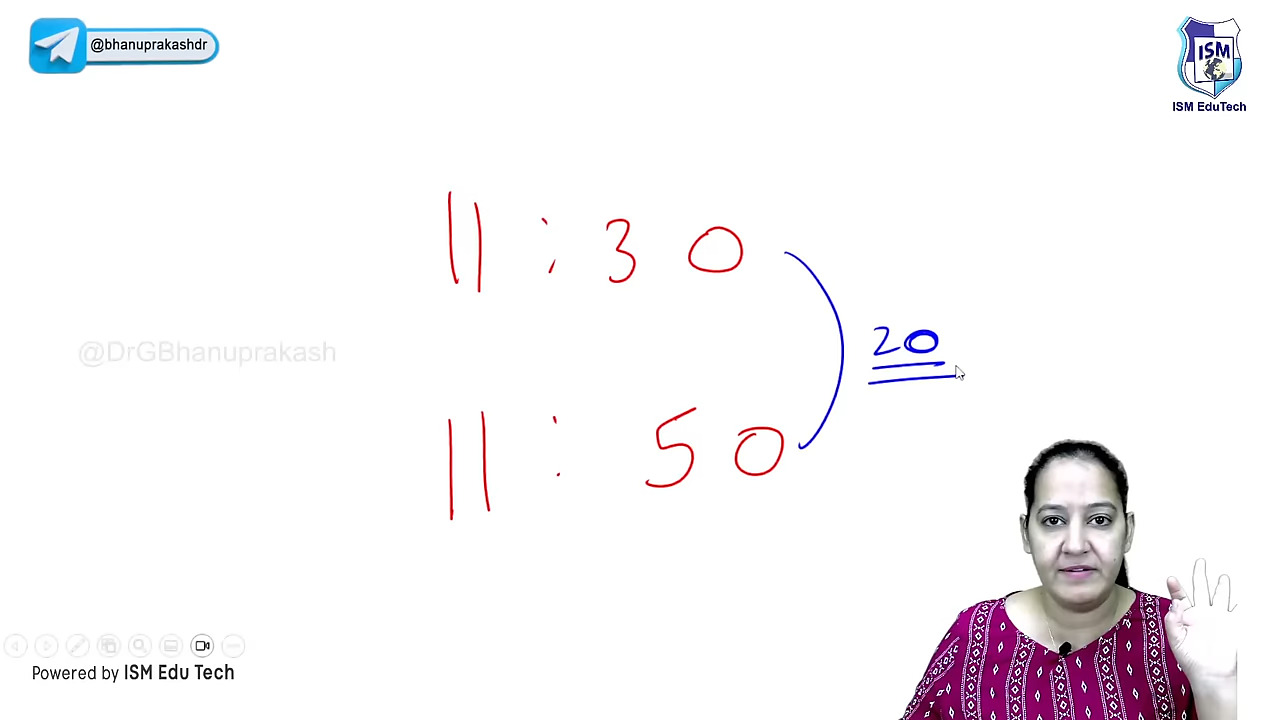 @bhanuprakashdr
ISM
ISM EduTech
11 : 30
20
@DrGBhanuprakash
11 : 50
Powered by ISM Edu Tech